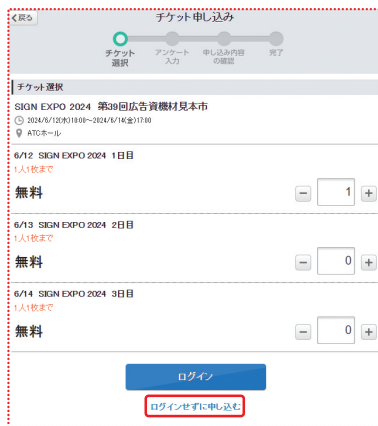 戻る
チケット申し込み
チケット
選択
アンケート
入力
申し込み内容
の確認
完了
チケット選択
SIGN EXPO 2024 第39回広告資機材見本市
2024/6/12(水)10:00～2024/6/14(金)17:00
ATCホール
6/12 SIGN EXPO 2024 1日目
1人1枚まで
無料
1
6/13 SIGN EXPO 2024 2日目
1人1枚まで
無料
0
6/14 SIGN EXPO 2024 3日目
1人1枚まで
無料
0
ログイン
ログインせずに申し込む